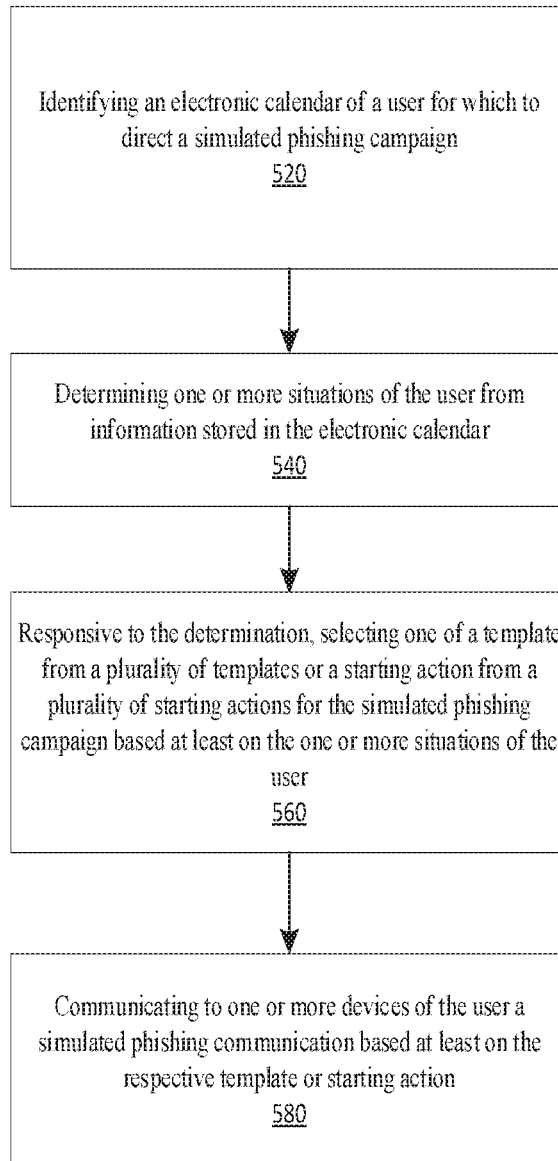 Identifying an electronic calendar of a user for which to
direct a simulated phishing campaign
520
Determining one or more situations of the user from
information stored in the electronic calendar
540
Responsive to the determination, selecting one of a template
from a plurality of templates or a starting action from a
plurality of starting actions for the simulated phishing
campaign based at least on the one or more situations of the
user
560
Communicating to one or more devices of the user a
simulated phishing communication based at least on the
respective template or starting action
580